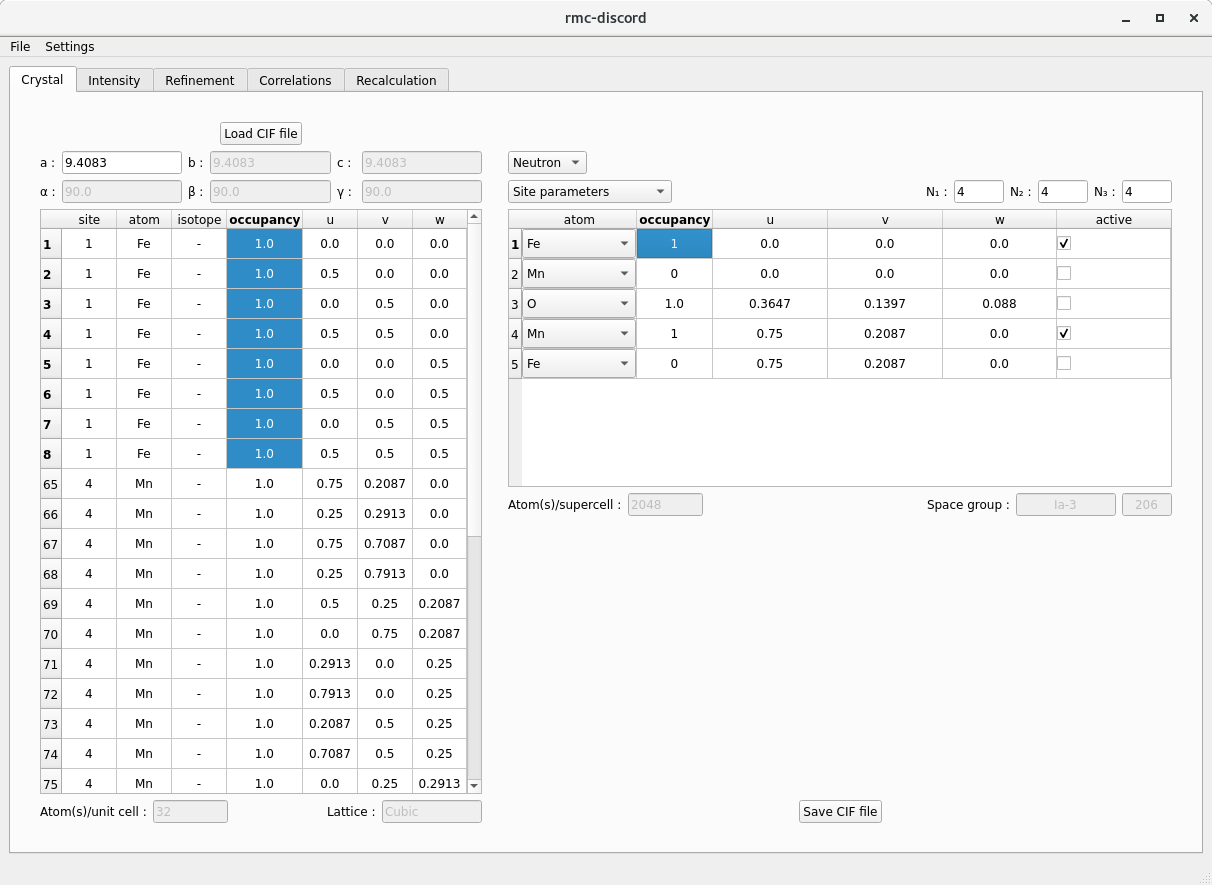 rmc-discord
File Settings
Crystal Intensity Refinement Correlations Recalculation
Load CIF file
a : 9.4083 b : 9.4083 c : 9.4083 Neutron
α : 90.0 β : 90.0 γ : 90.0 Site parameters N₁ : 4 N₂ : 4 N₃ : 4
site atom isotope occupancy u v w
1 1 Fe - 1.0 0.0 0.0 0.0
2 1 Fe - 1.0 0.5 0.0 0.0
3 1 Fe - 1.0 0.0 0.5 0.0
4 1 Fe - 1.0 0.5 0.5 0.0
5 1 Fe - 1.0 0.0 0.0 0.5
6 1 Fe - 1.0 0.5 0.0 0.5
7 1 Fe - 1.0 0.0 0.5 0.5
8 1 Fe - 1.0 0.5 0.5 0.5
65 4 Mn - 1.0 0.75 0.2087 0.0
66 4 Mn - 1.0 0.25 0.2913 0.0
67 4 Mn - 1.0 0.75 0.7087 0.0
68 4 Mn - 1.0 0.25 0.7913 0.0
69 4 Mn - 1.0 0.5 0.25 0.2087
70 4 Mn - 1.0 0.0 0.75 0.2087
71 4 Mn - 1.0 0.2913 0.0 0.25
72 4 Mn - 1.0 0.7913 0.0 0.25
73 4 Mn - 1.0 0.2087 0.5 0.25
74 4 Mn - 1.0 0.7087 0.5 0.25
75 4 Mn - 1.0 0.0 0.25 0.2913
Atom(s)/unit cell : 32 Lattice : Cubic
atom occupancy u v w active
1 Fe 1 0.0 0.0 0.0
2 Mn 0 0.0 0.0 0.0
3 O 1.0 0.3647 0.1397 0.088
4 Mn 1 0.75 0.2087 0.0
5 Fe 0 0.75 0.2087 0.0
Atom(s)/supercell : 2048 Space group : Ia-3 206
Save CIF file